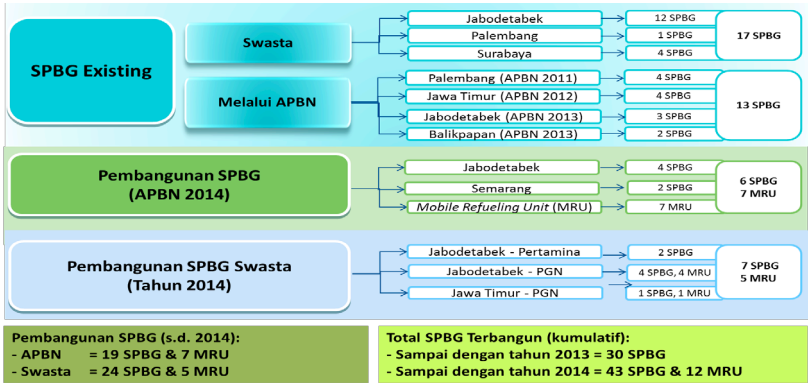 SPBG Existing
Swasta
Jabodetabek
12 SPBG
Palembang
1 SPBG
Surabaya
4 SPBG
17 SPBG
Melalui APBN
Palembang (APBN 2011)
4 SPBG
Jawa Timur (APBN 2012)
4 SPBG
Jabodetabek (APBN 2013)
3 SPBG
Balikpapan (APBN 2013)
2 SPBG
13 SPBG
Pembangunan SPBG
(APBN 2014)
Jabodetabek
4 SPBG
Semarang
2 SPBG
Mobile Refueling Unit (MRU)
7 MRU
6 SPBG
7 MRU
Pembangunan SPBG Swasta
(Tahun 2014)
Jabodetabek - Pertamina
2 SPBG
Jabodetabek - PGN
4 SPBG, 4 MRU
Jawa Timur - PGN
1 SPBG, 1 MRU
7 SPBG
5 MRU
Pembangunan SPBG (s.d. 2014):
- APBN = 19 SPBG & 7 MRU
- Swasta = 24 SPBG & 5 MRU
Total SPBG Terbangun (kumulatif):
- Sampai dengan tahun 2013 = 30 SPBG
- Sampai dengan tahun 2014 = 43 SPBG & 12 MRU